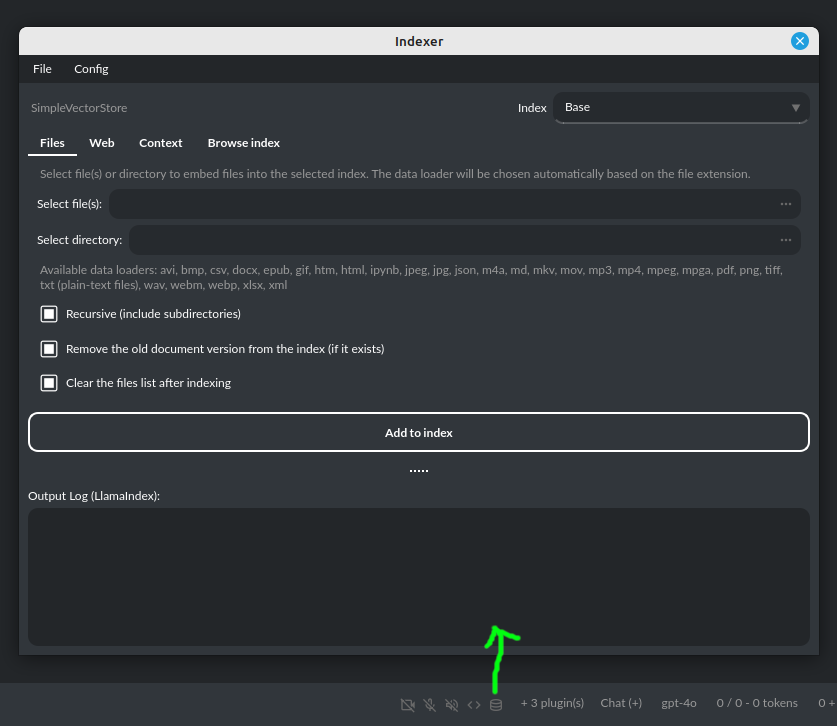 Indexer
File Config
SimpleVectorStore Index Base
Files Web Context Browse index
Select file(s) or directory to embed files into the selected index. The data loader will be chosen automatically based on the file extension.
Select file(s): ...
Select directory: ...
Available data loaders: avi, bmp, csv, docx, epub, gif, htm, html, ipynb, jpeg, jpg, json, m4a, md, mkv, mov, mp3, mp4, mpeg, mpga, pdf, png, tiff,
txt (plain-text files), wav, webm, webp, xlsx, xml
Recursive (include subdirectories)
Remove the old document version from the index (if it exists)
Clear the files list after indexing
Add to index
Output Log (LlamaIndex):
+ 3 plugin(s) Chat (+) gpt-4o 0 / 0 - 0 tokens 0 +